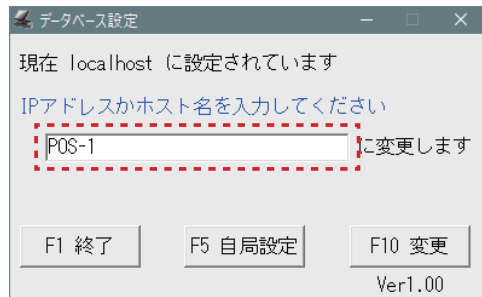 データベース設定
現在 localhost に設定されています
IPアドレスかホスト名を入力してください
POS-1 に変更します
F1 終了 F5 自局設定 F10 変更
Ver1.00